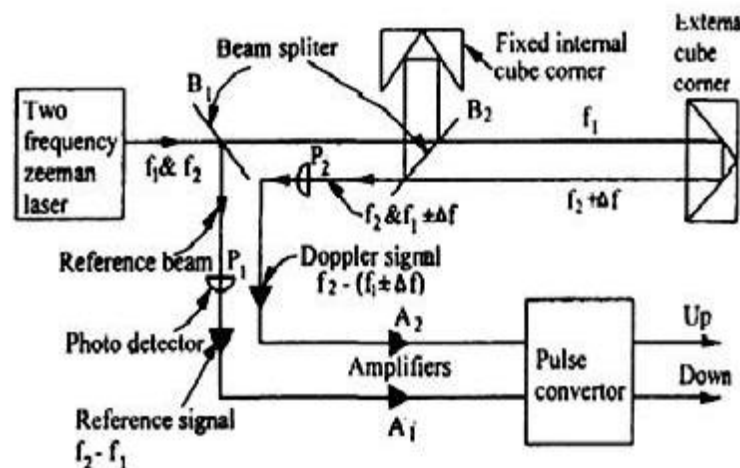 Beam spliter
B1
Fixed internal
cube corner
External
cube
corner
Two
frequency
zeeman
laser
f1& f2
B2
f1
P2
f2&f1 ±Δf
f2 +Δf
Reference beam
P1
Doppler signal
f2 - (f1 ± Δf)
Photo detector
A2
Amplifiers
Pulse
convertor
Up
Down
Reference signal
f2 - f1
A1